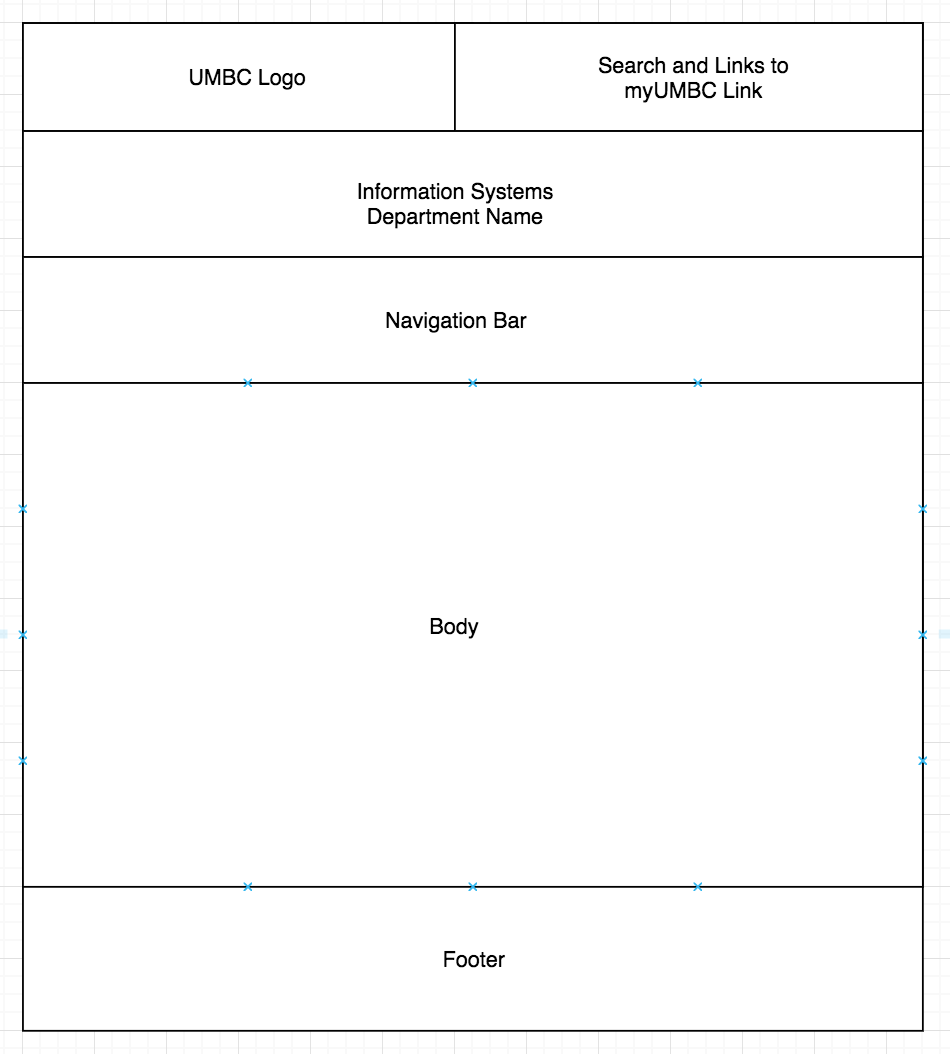 UMBC Logo
Search and Links to
myUMBC Link
Information Systems
Department Name
Navigation Bar
Body
Footer